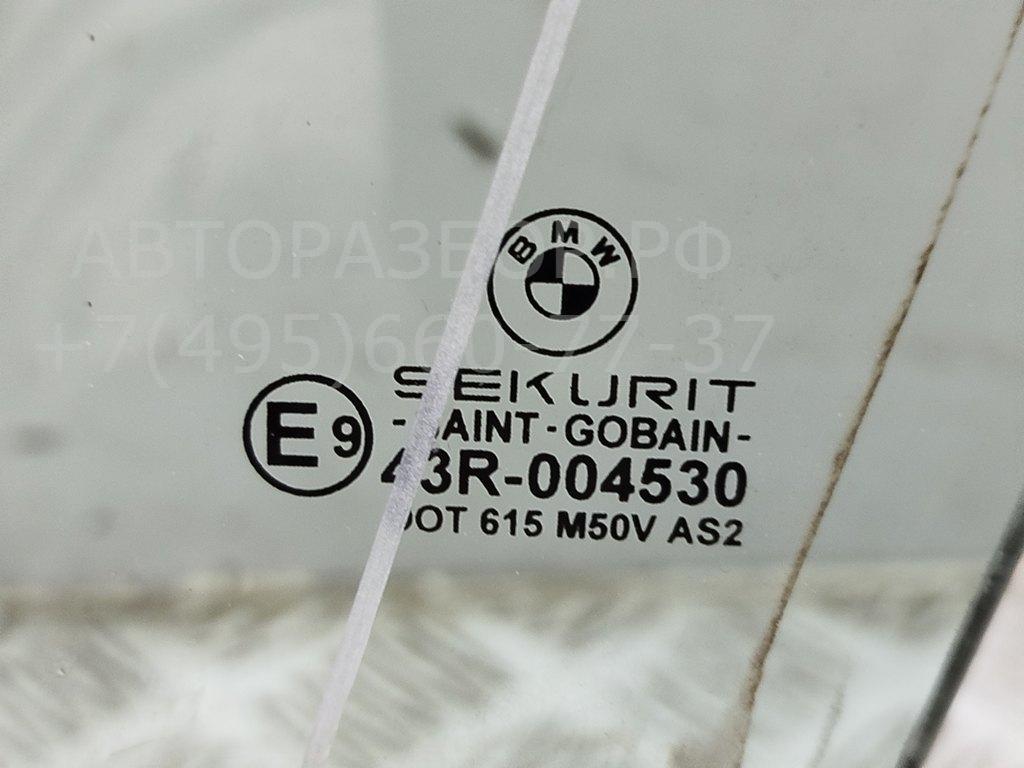 АВТОРАЗБОР.РФ
+7(495)660-77-37
BMW
SEKURIT
E9
- SAINT - GOBAIN -
43R-004530
DOT 615 M50V AS2